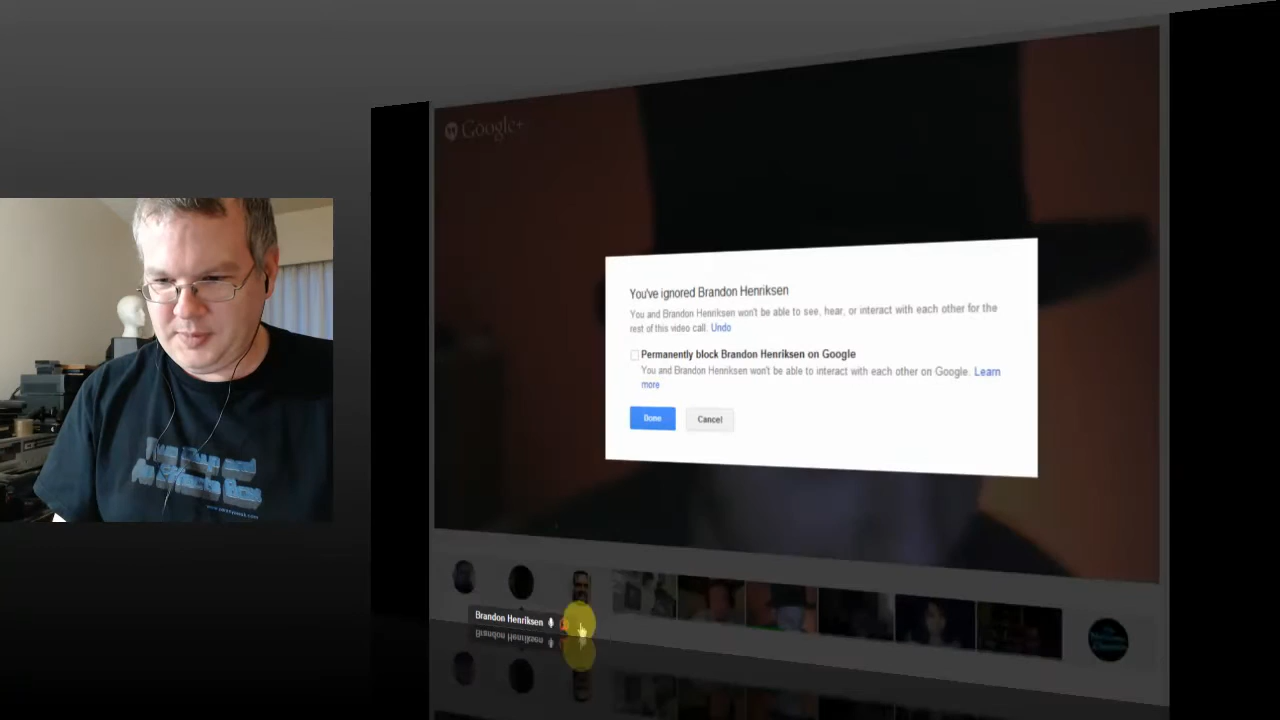 Google+
You've ignored Brandon Henriksen
You and Brandon Henriksen won't be able to see, hear, or interact with each other for the
rest of this video call. Undo
Permanently block Brandon Henriksen on Google
You and Brandon Henriksen won't be able to interact with each other on Google. Learn
more
Done Cancel
Brandon Henriksen